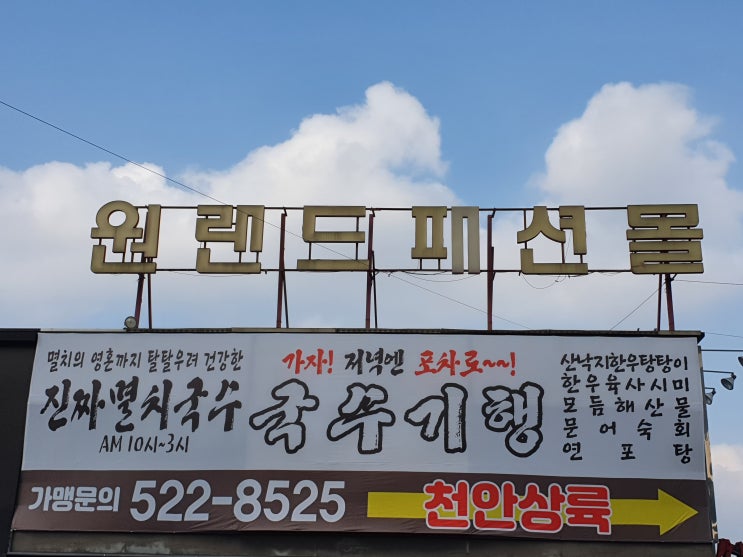 원렌드패션몰
멸치의 영혼까지 탈탈우려 건강한
진짜멸치국수
AM 10시~3시
가자! 저녁엔 포차로~~!
국수기행
산낙지한우탕탕이
한우육사시미
모듬해산물
문어숙회
연포탕
가맹문의 522-8525
천안상륙